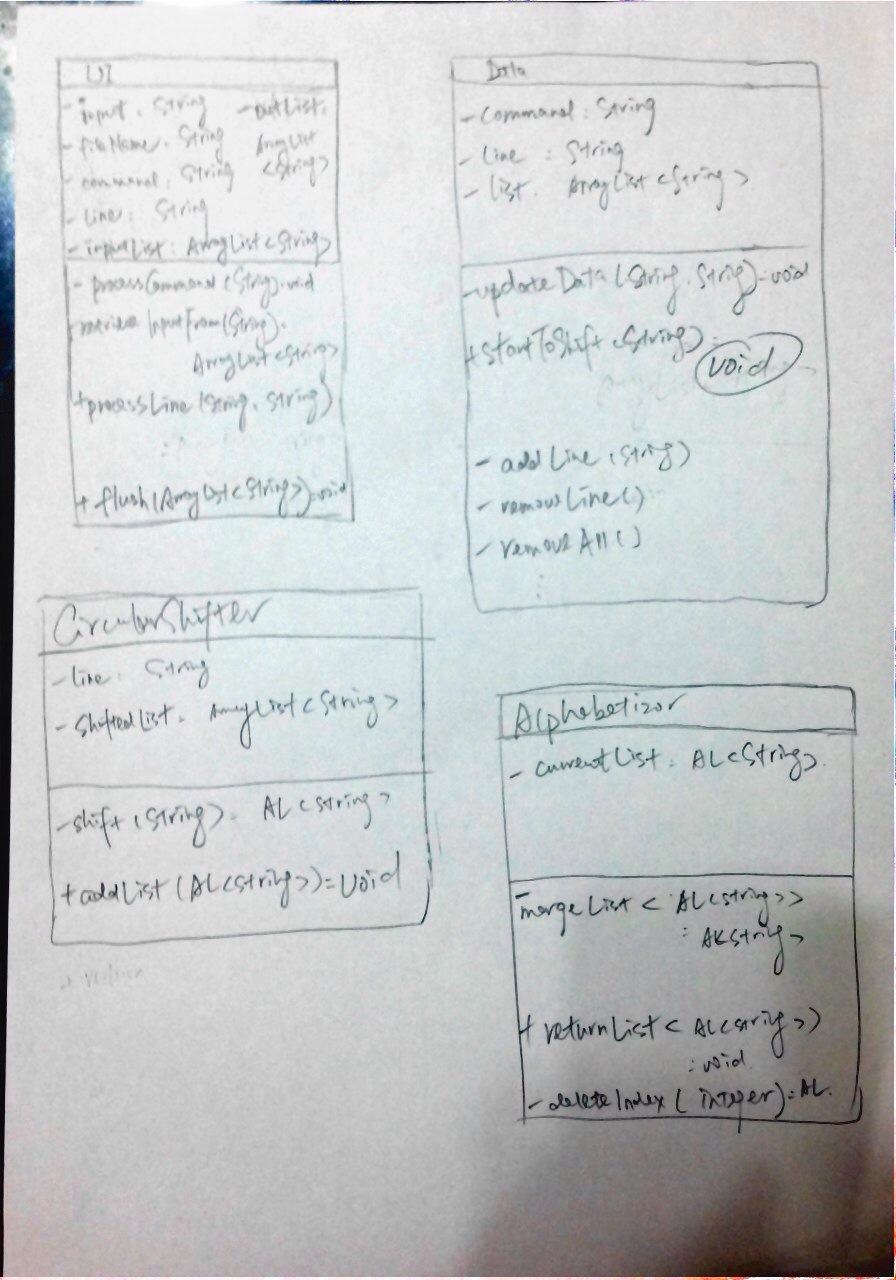 UI
- input : String
- fileName : String
- command : String
- line : String
- inputList : ArrayList<String>
- outList :
ArrayList
<String>
- processCommand (String) : void
- retrieveInputFrom(String) :
ArrayList<String>
+ processLine (String, String)
+ flush(ArrayList<String>) : void
Data
- command : String
- line : String
- list : ArrayList<String>
- updateData (String, String) : void
+ startToShift <String> :
void
- addLine (String)
- removeLine()
- removeAll()
CircularShifter
- line : String
- shiftedList : ArrayList<String>
- shift (String) : AL<String>
+ addList (AL<String>) : void
Alphabetizor
- currentList : AL<String>
- mergeList < AL<String>>
: AL<String>
+ returnList < AL<String>)
: void
- deleteIndex ( integer) : AL.